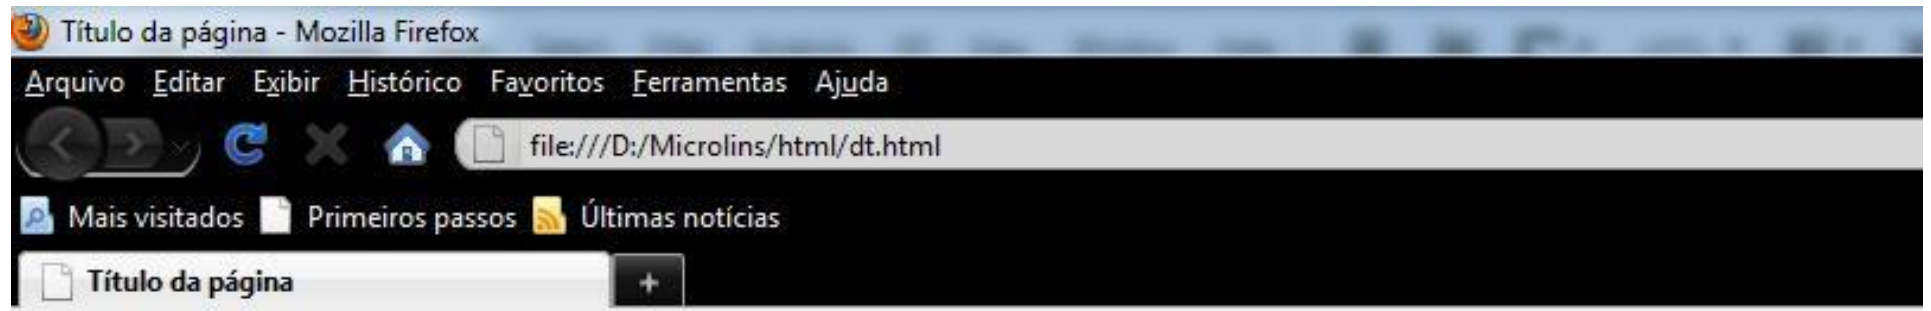 Título da página - Mozilla Firefox
Arquivo Editar Exibir Histórico Favoritos Ferramentas Ajuda
file:///D:/Microlins/html/dt.html
Mais visitados Primeiros passos Últimas notícias
Título da página +